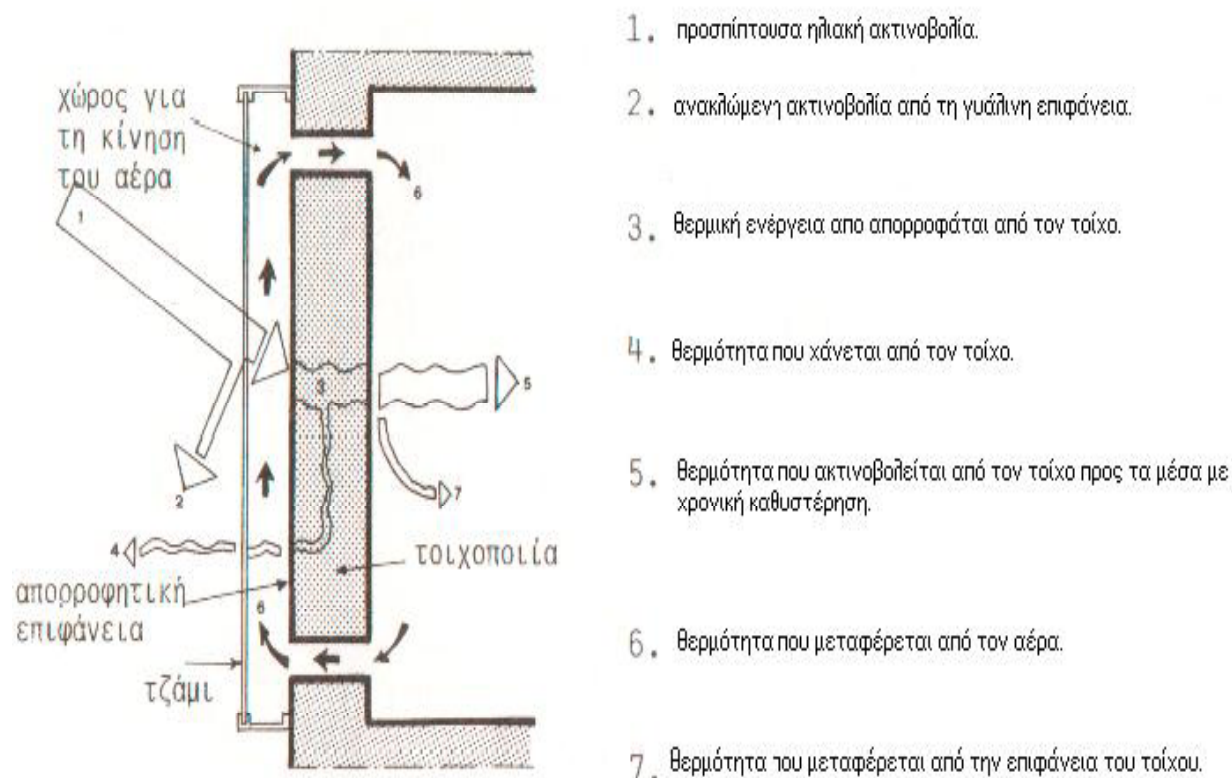 χώρος για
τη κίνηση
του αέρα
1
2
3
4
5
6
6
7
απορροφητική
επιφάνεια
τζάμι
τοιχοποιία
1. προσπίπτουσα ηλιακή ακτινοβολία.
2. ανακλώμενη ακτινοβολία από τη γυάλινη επιφάνεια.
3. θερμική ενέργεια απο απορροφάται από τον τοίχο.
4. θερμότητα που χάνεται από τον τοίχο.
5. θερμότητα που ακτινοβολείται από τον τοίχο προς τα μέσα με
χρονική καθυστέρηση.
6. θερμότητα που μεταφέρεται από τον αέρα.
7. θερμότητα που μεταφέρεται από την επιφάνεια του τοίχου.